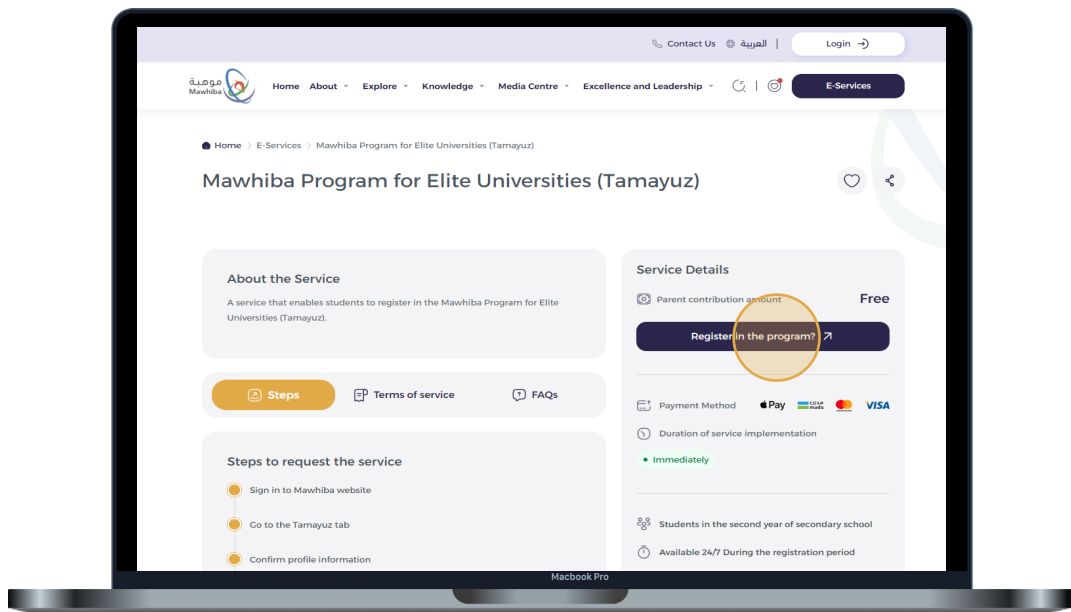 Contact Us
العربية
Login
موهبة
Mawhiba
Home
About
Explore
Knowledge
Media Centre
Excellence and Leadership
E-Services
Home > E-Services > Mawhiba Program for Elite Universities (Tamayuz)
Mawhiba Program for Elite Universities (Tamayuz)
About the Service
A service that enables students to register in the Mawhiba Program for Elite
Universities (Tamayuz).
Steps
Terms of service
FAQs
Steps to request the service
Sign in to Mawhiba website
Go to the Tamayuz tab
Confirm profile information
Service Details
Parent contribution amount
Free
Register in the program?
Payment Method
Pay
مدى
mada
VISA
Duration of service implementation
Immediately
Students in the second year of secondary school
Available 24/7 During the registration period
Macbook Pro